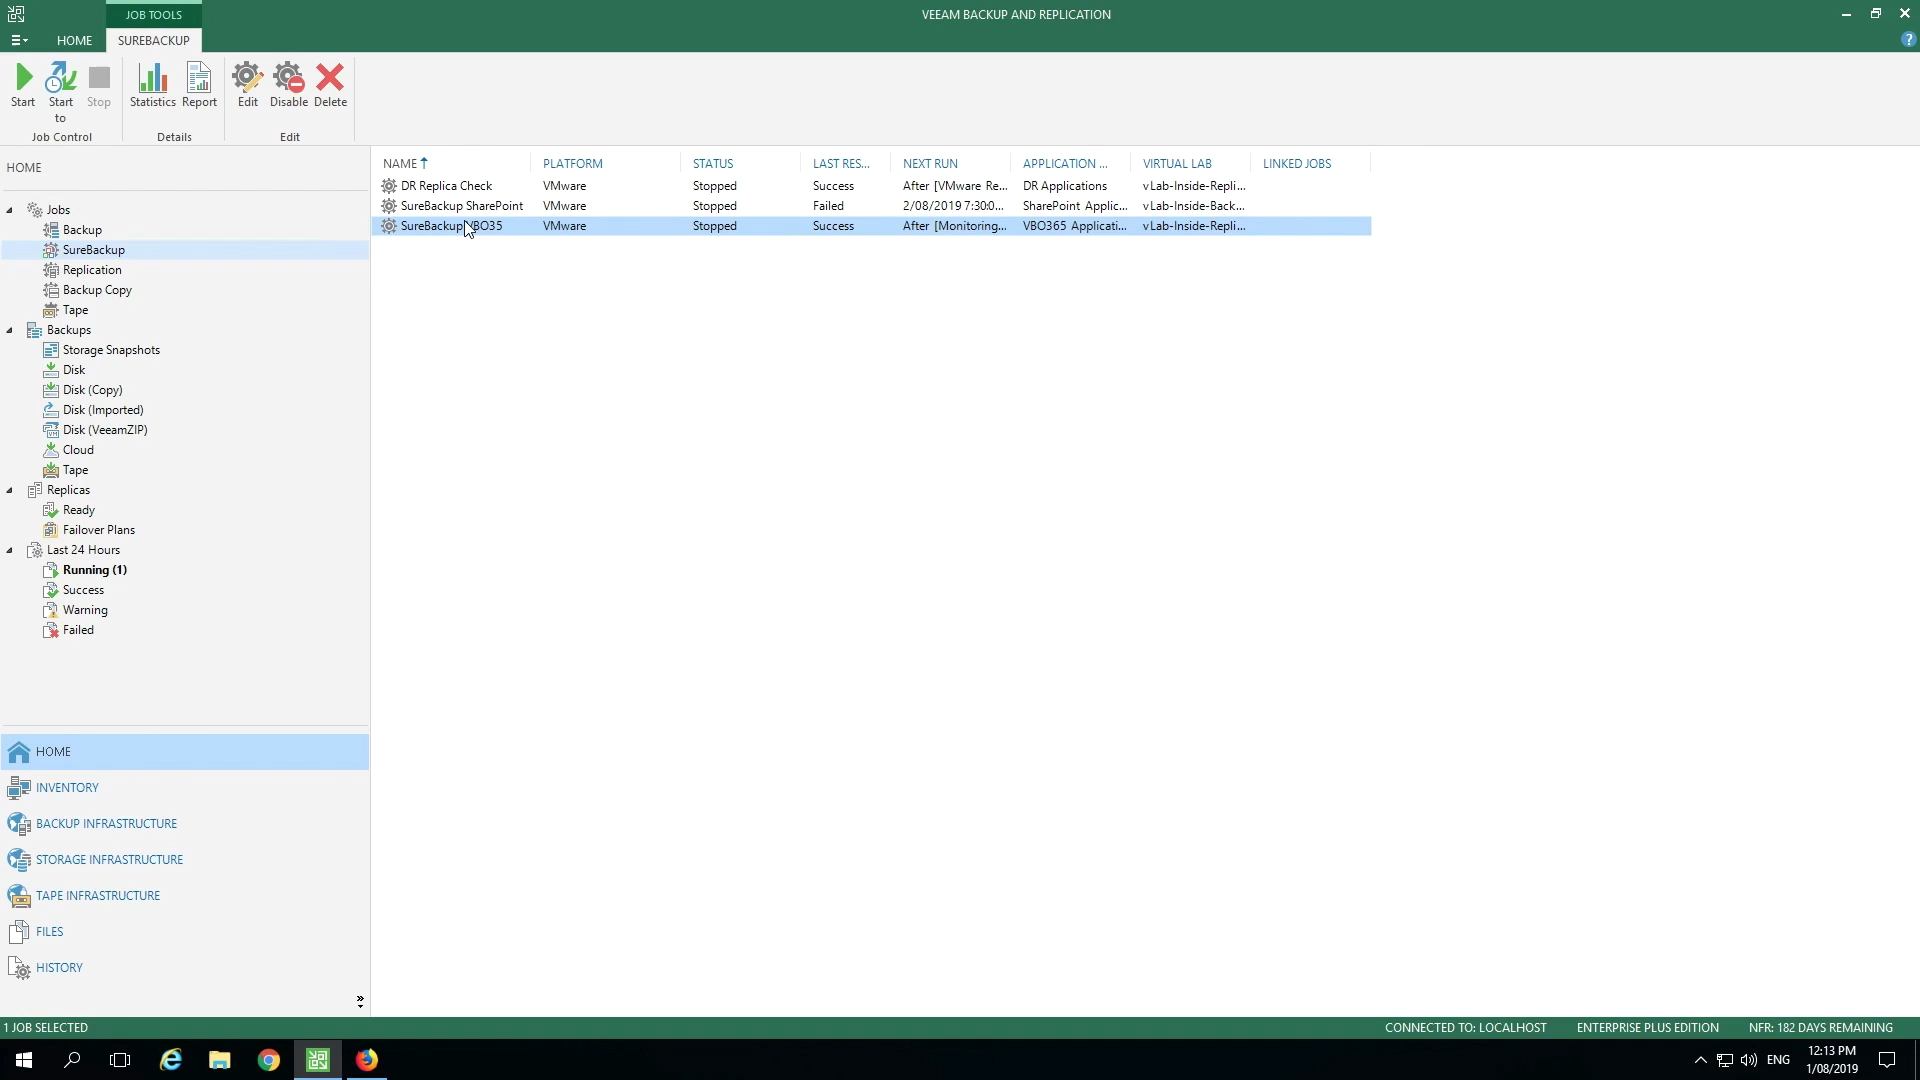 JOB TOOLS
VEEAM BACKUP AND REPLICATION
HOME
SUREBACKUP
?
Start
Start to
Stop
Statistics
Report
Edit
Disable
Delete
Job Control
Details
Edit
HOME
NAME PLATFORM STATUS LAST RES... NEXT RUN APPLICATION ... VIRTUAL LAB LINKED JOBS
DR Replica Check VMware Stopped Success After [VMware Re... DR Applications vLab-Inside-Repli...
SureBackup SharePoint VMware Stopped Failed 2/08/2019 7:30:0... SharePoint Applic... vLab-Inside-Back...
SureBackup VBO35 VMware Stopped Success After [Monitoring... VBO365 Applicati... vLab-Inside-Repli...
Jobs
Backup
SureBackup
Replication
Backup Copy
Tape
Backups
Storage Snapshots
Disk
Disk (Copy)
Disk (Imported)
Disk (VeeamZIP)
Cloud
Tape
Replicas
Ready
Failover Plans
Last 24 Hours
Running (1)
Success
Warning
Failed
HOME
INVENTORY
BACKUP INFRASTRUCTURE
STORAGE INFRASTRUCTURE
TAPE INFRASTRUCTURE
FILES
HISTORY
1 JOB SELECTED
CONNECTED TO: LOCALHOST
ENTERPRISE PLUS EDITION
NFR: 182 DAYS REMAINING
ENG
12:13 PM
1/08/2019